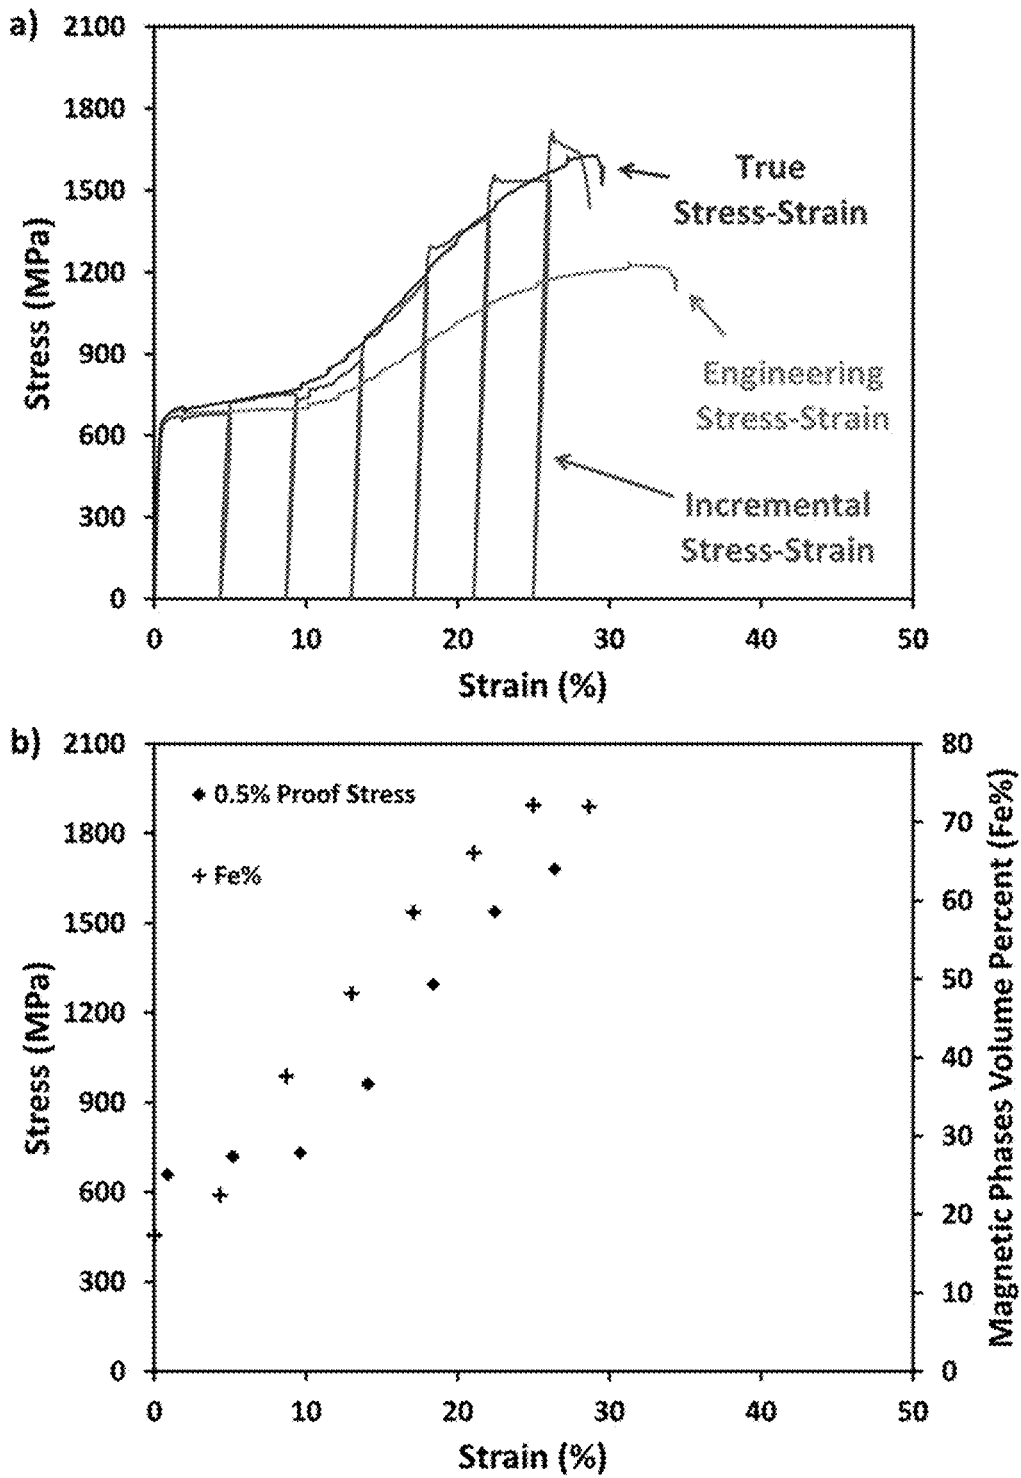 a)
2100
1800
1500
1200
900
600
300
0
Stress (MPa)
True
Stress-Strain
Engineering
Stress-Strain
Incremental
Stress-Strain
0 10 20 30 40 50
Strain (%)
b)
2100
1800
1500
1200
900
600
300
0
Stress (MPa)
0.5% Proof Stress
Fe%
80
70
60
50
40
30
20
10
0
Magnetic Phases Volume Percent (Fe%)
0 10 20 30 40 50
Strain (%)